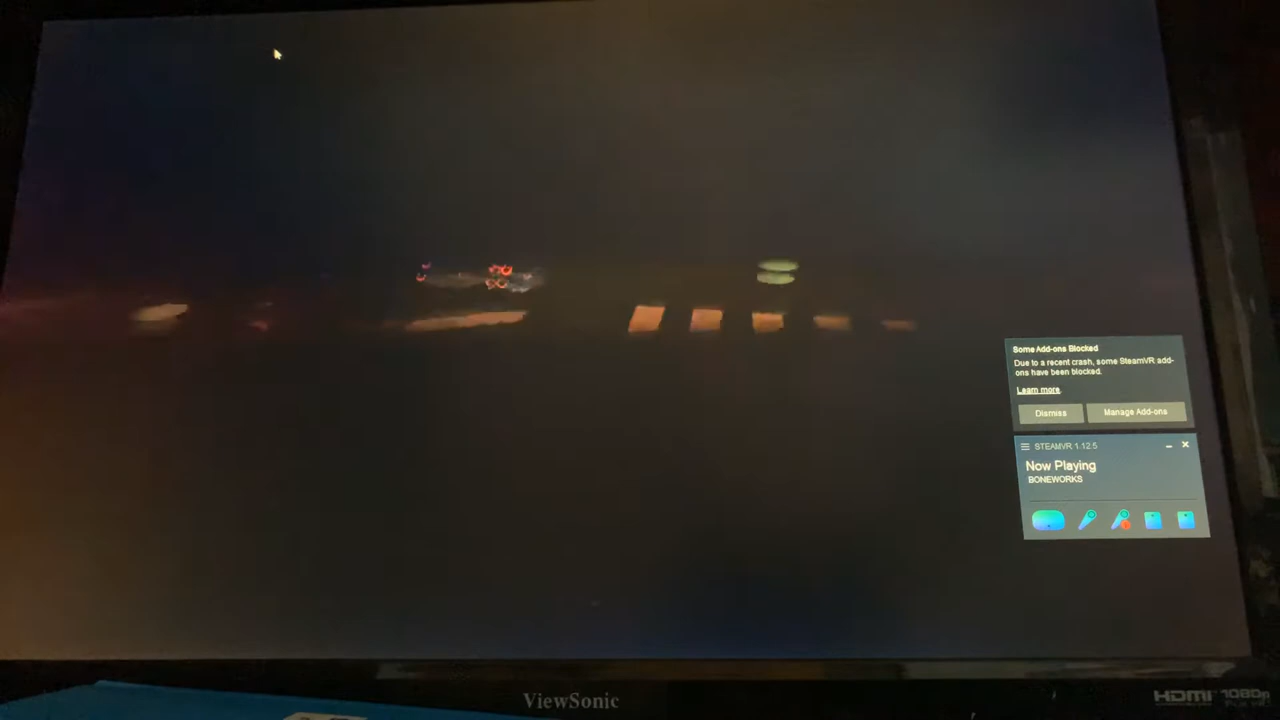 Some Add-ons Blocked
Due to a recent crash, some SteamVR add-
ons have been blocked.
Learn more
Dismiss
Manage Add-ons
STEAMVR 1.12.5
Now Playing
BONEWORKS
ViewSonic
HDMI 1080p